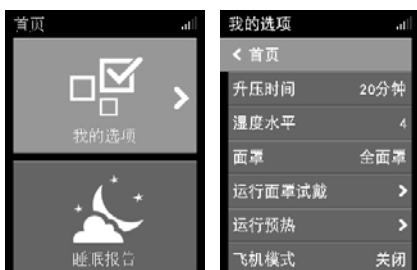 首页
我的选项
睡眠报告
我的选项
首页
升压时间 20分钟
湿度水平 4
面罩 全面罩
运行面罩试戴
运行预热
飞机模式 关闭